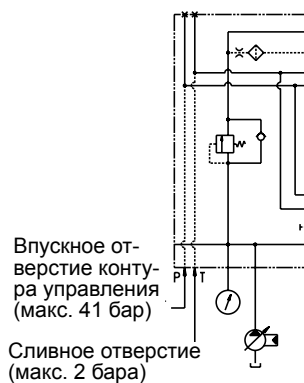 P T
Впускное от-
верстие конту-
ра управления
(макс. 41 бар)
Сливное отверстие
(макс. 2 бара)